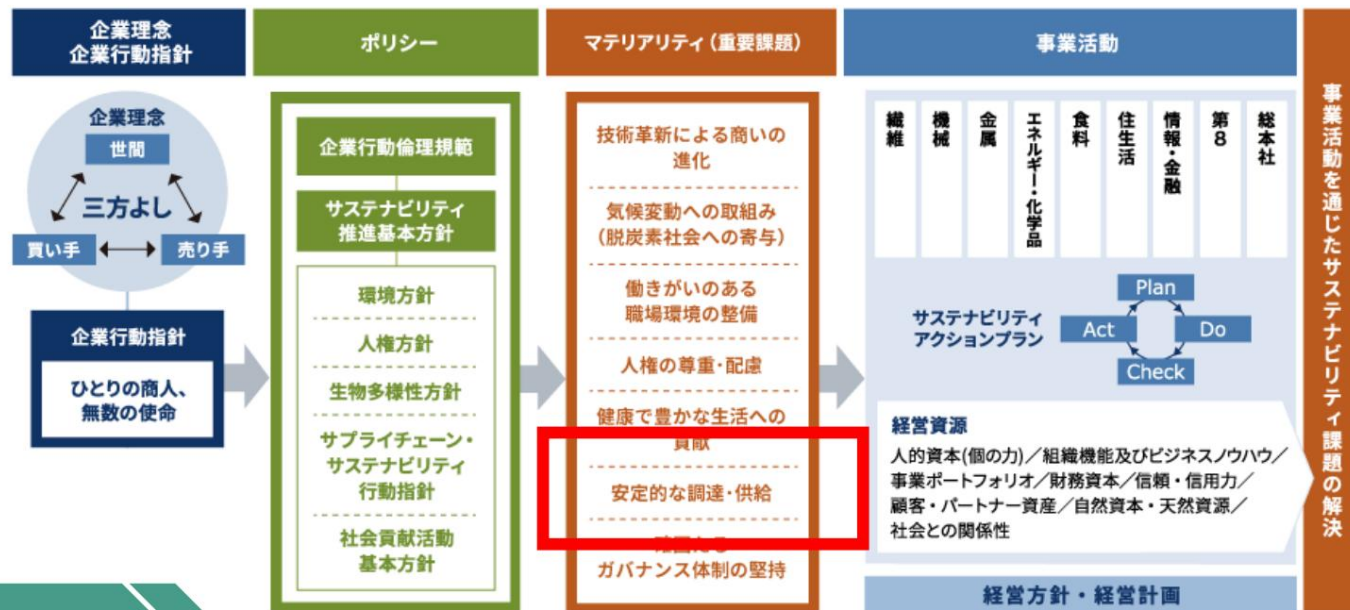 企業理念
企業行動指針
ポリシー
マテリアリティ(重要課題)
事業活動
企業理念
世間
三方よし
買い手
売り手
企業行動指針
ひとりの商人、
無数の使命
企業行動倫理規範
サステナビリティ
推進基本方針
環境方針
人権方針
生物多様性方針
サプライチェーン・
サステナビリティ
行動指針
社会貢献活動
基本方針
技術革新による商いの
進化
気候変動への取組み
(脱炭素社会への寄与)
働きがいのある
職場環境の整備
人権の尊重・配慮
健康で豊かな生活への
貢献
安定的な調達・供給
ガバナンス体制の堅持
繊維
機械
金属
エネルギー・化学品
食料
住生活
情報・金融
第8
総本社
サステナビリティ
アクションプラン
Plan
Do
Check
Act
経営資源
人的資本(個の力)/組織機能及びビジネスノウハウ/
事業ポートフォリオ/財務資本/信頼・信用力/
顧客・パートナー資産/自然資本・天然資源/
社会との関係性
経営方針・経営計画
事業活動を通じたサステナビリティ課題の解決